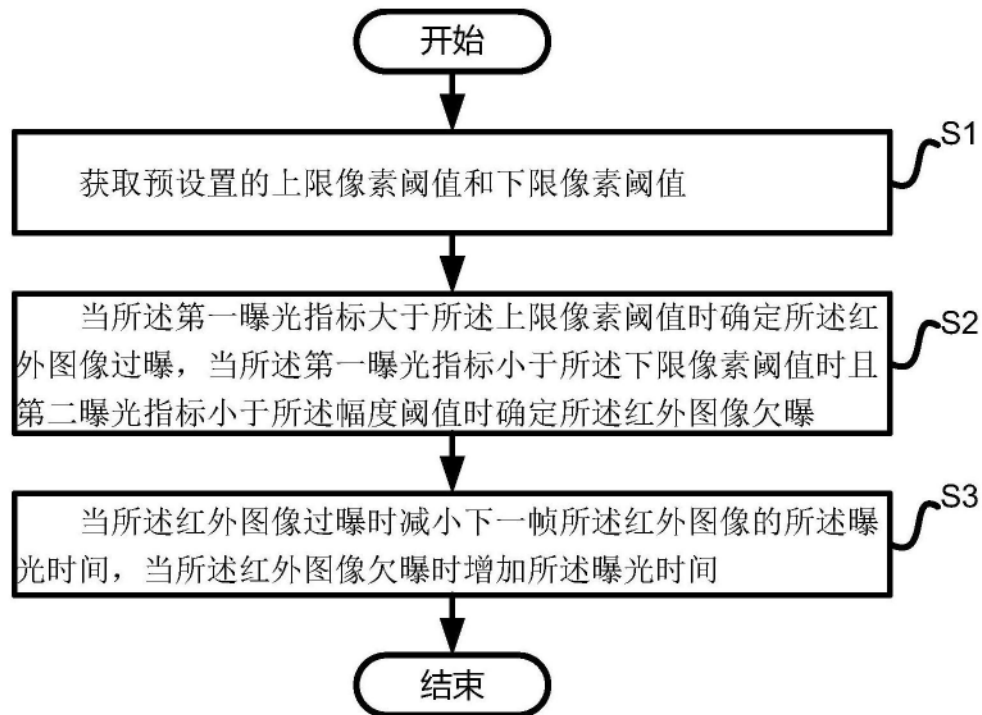 开始
S1
获取预设置的上限像素阈值和下限像素阈值
S2
当所述第一曝光指标大于所述上限像素阈值时确定所述红
外图像过曝，当所述第一曝光指标小于所述下限像素阈值时且
第二曝光指标小于所述幅度阈值时确定所述红外图像欠曝
S3
当所述红外图像过曝时减小下一帧所述红外图像的所述曝
光时间，当所述红外图像欠曝时增加所述曝光时间
结束